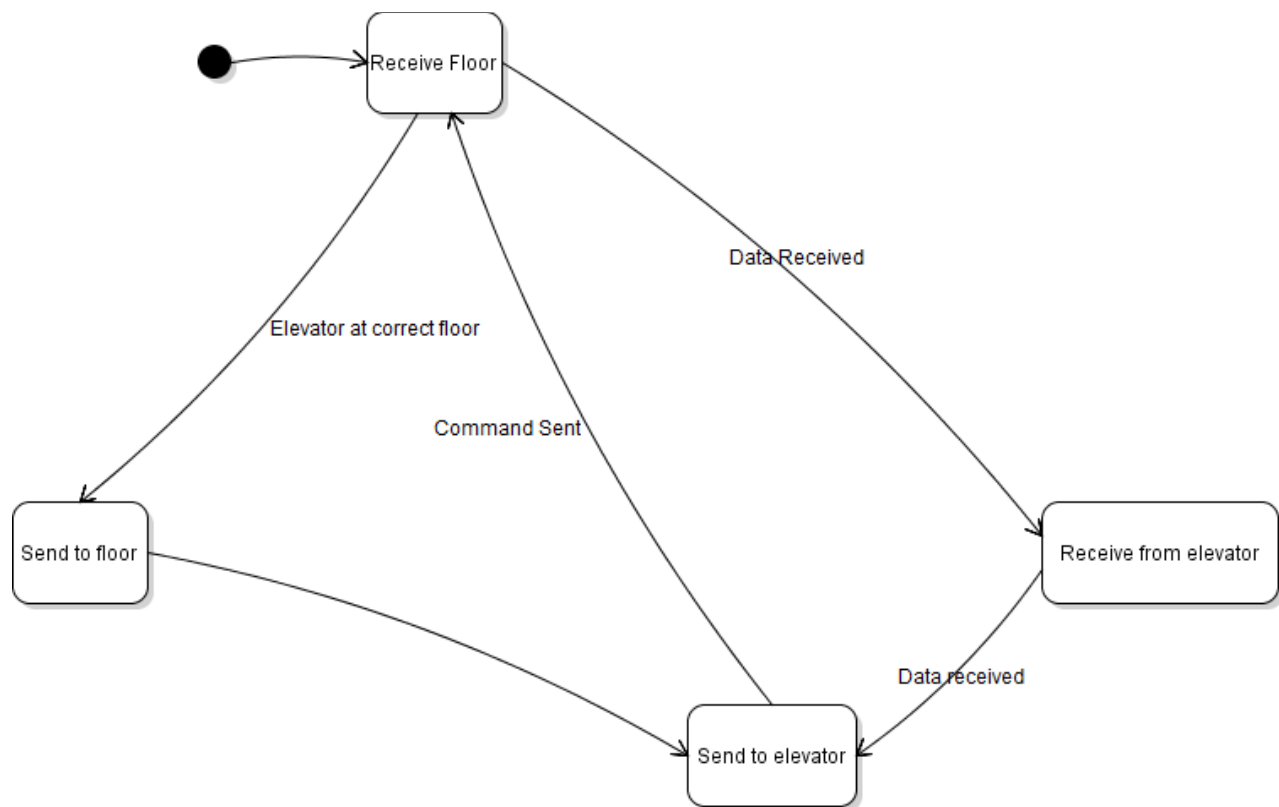 Receive Floor
Data Received
Elevator at correct floor
Command Sent
Send to floor
Receive from elevator
Data received
Send to elevator